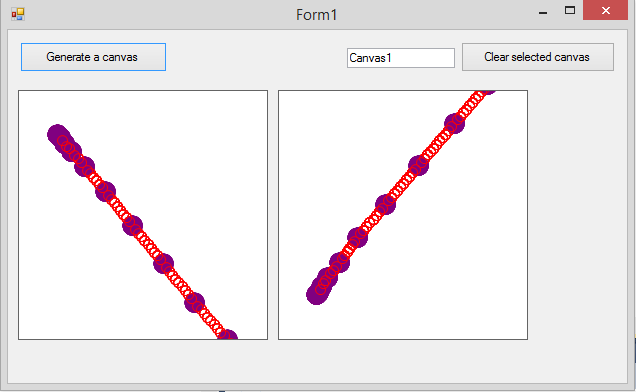 Form1
Generate a canvas
Canvas1
Clear selected canvas